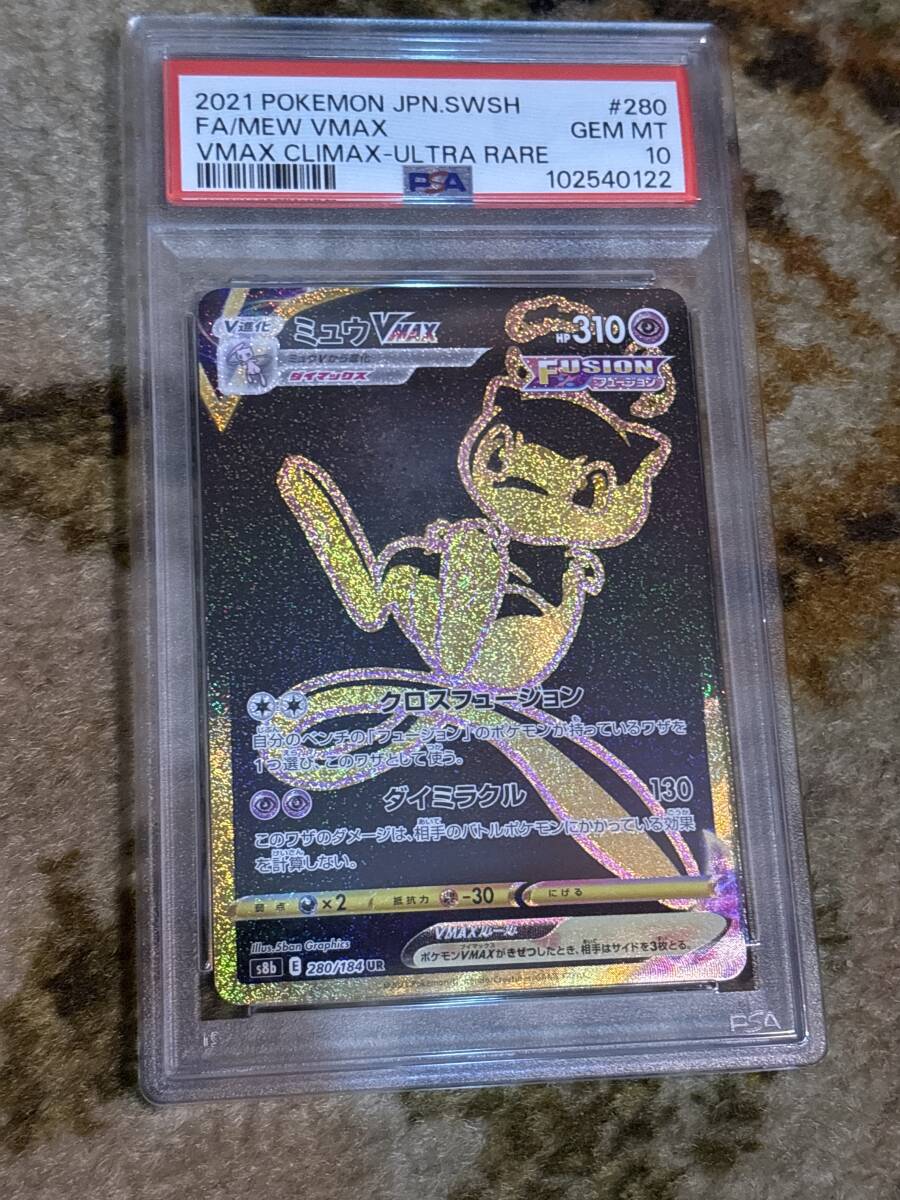 2021 POKEMON JPN.SWSH #280
FA/MEW VMAX GEM MT
VMAX CLIMAX-ULTRA RARE 10
PSA 102540122
V進化 ミュウVMAX HP310
ミュウVから進化
ダイマックス
FUSION
フュージョン
クロスフュージョン
自分のベンチの「フュージョン」のポケモンが持っているワザを
1つ選び、このワザとして使う。
ダイミラクル 130
このワザのダメージは、相手のバトルポケモンにかかっている効果
を計算しない。
弱点 ×2 抵抗力 -30 にげる
VMAXルール
ポケモンVMAXがきぜつしたとき、相手はサイドを3枚とる。
Illus. 5ban Graphics
s8b E 280/184 UR
PSA